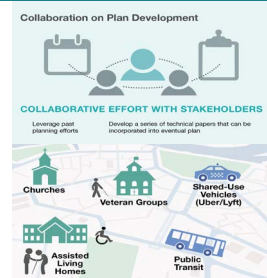 Collaboration on Plan Development
COLLABORATIVE EFFORT WITH STAKEHOLDERS
Leverage past
planning efforts
Develop a series of technical papers that can be
incorporated into eventual plan
Churches
Veteran Groups
Shared-Use
Vehicles
(Uber/Lyft)
Assisted
Living
Homes
Public
Transit